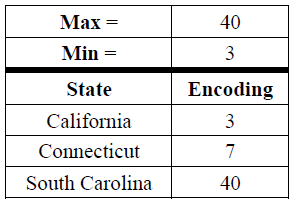 Max = 40
Min = 3
State Encoding
California 3
Connecticut 7
South Carolina 40